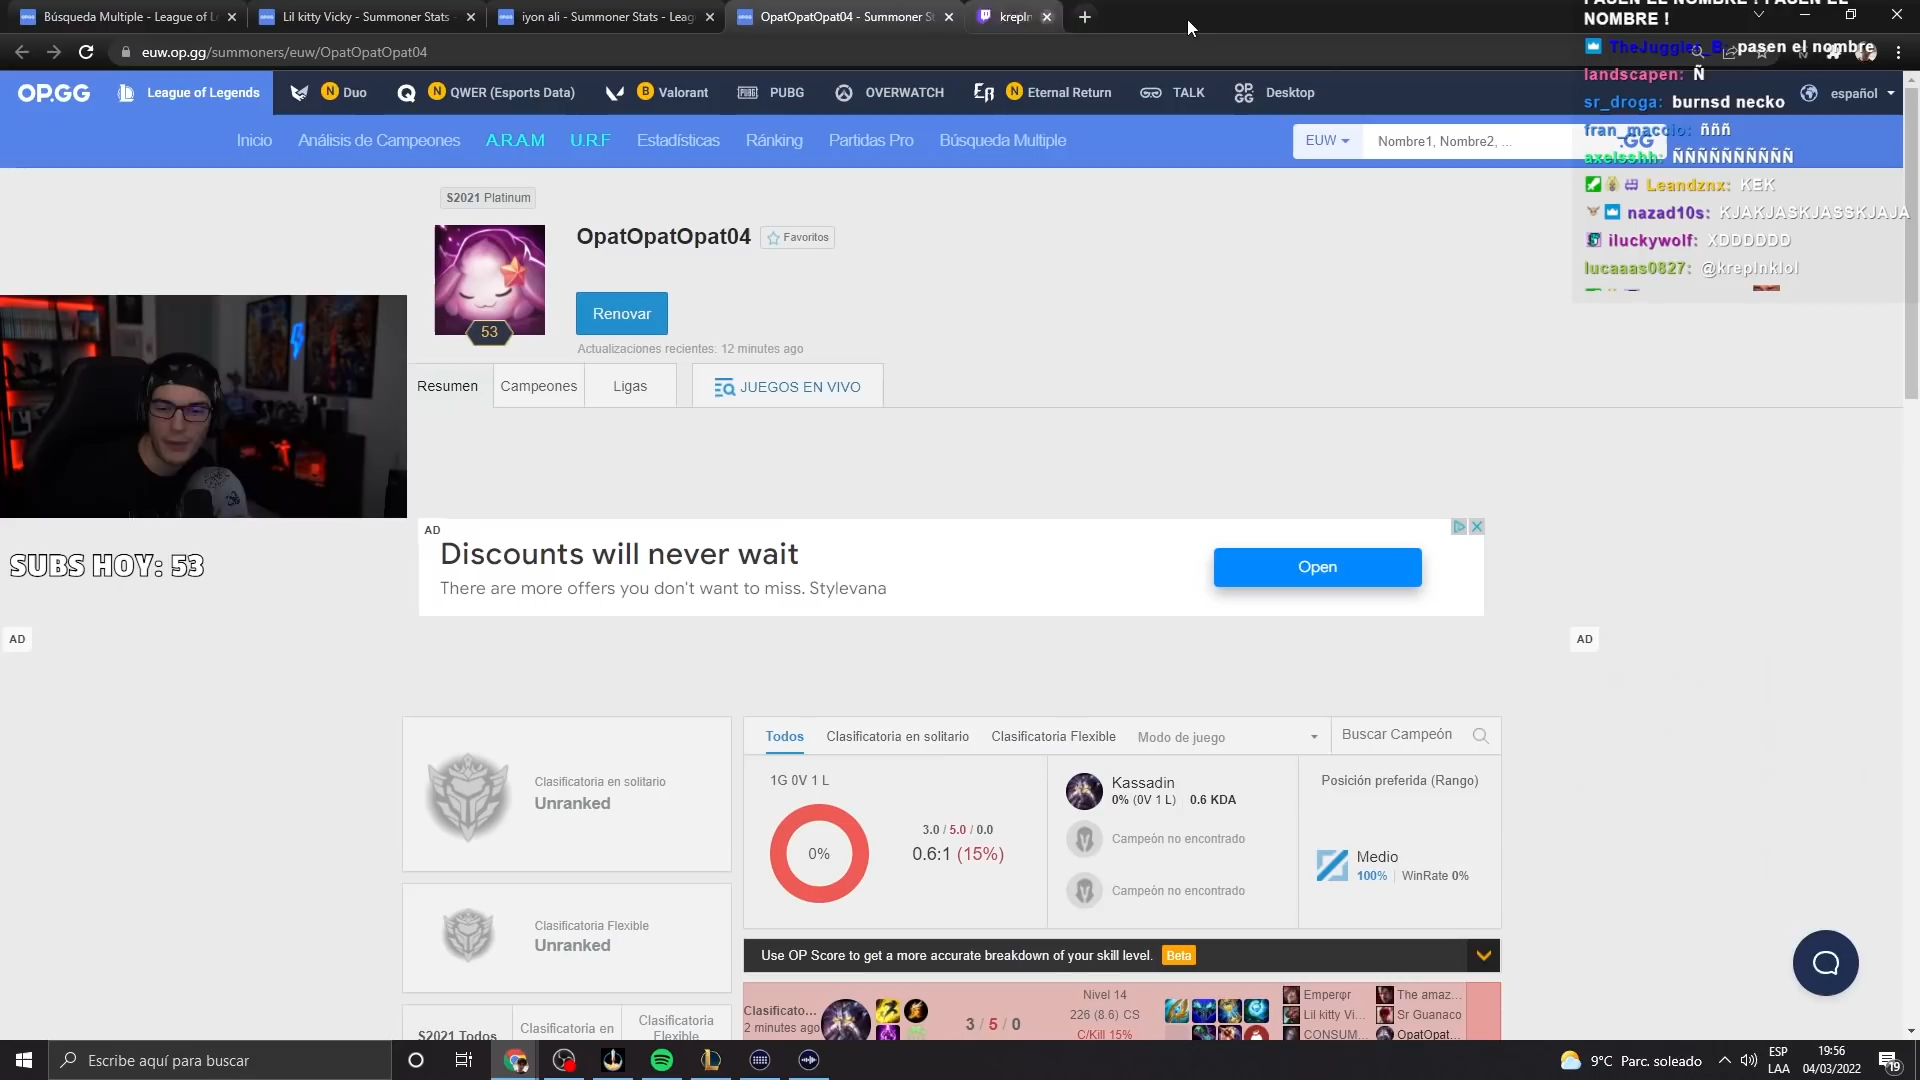 Búsqueda Multiple - League of L
Lil kitty Vicky - Summoner Stats -
iyon ali - Summoner Stats - Leag
OpatOpatOpat04 - Summoner St
krepln
euw.op.gg/summoners/euw/OpatOpatOpat04
OP.GG
League of Legends
N Duo
N QWER (Esports Data)
B Valorant
PUBG
OVERWATCH
N Eternal Return
TALK
Desktop
español
Inicio
Análisis de Campeones
A.R.A.M
U.R.F
Estadísticas
Ránking
Partidas Pro
Búsqueda Multiple
EUW
Nombre1, Nombre2, ...
.GG
NOMBRE !
TheJuggler_B: pasen el nombre
landscapen: Ñ
sr_droga: burnsd necko
fran_maccio: ñññ
axelsshh: ÑÑÑÑÑÑÑÑÑÑ
Leandznx: KEK
nazad10s: KJAKJASKJASSKJAJA
iluckywolf: XDDDDDD
lucaaas0827: @kreplnklol
S2021 Platinum
OpatOpatOpat04
Favoritos
53
Renovar
Actualizaciones recientes: 12 minutes ago
Resumen
Campeones
Ligas
JUEGOS EN VIVO
SUBS HOY: 53
AD
Discounts will never wait
There are more offers you don't want to miss. Stylevana
Open
AD
AD
Clasificatoria en solitario
Unranked
Clasificatoria Flexible
Unranked
S2021 Todos
Clasificatoria en
Clasificatoria
Flexible
Todos
Clasificatoria en solitario
Clasificatoria Flexible
Modo de juego
Buscar Campeón
1G 0V 1 L
0%
3.0 / 5.0 / 0.0
0.6:1 (15%)
Kassadin
0% (0V 1 L) 0.6 KDA
Campeón no encontrado
Campeón no encontrado
Posición preferida (Rango)
Medio
100% WinRate 0%
Use OP Score to get a more accurate breakdown of your skill level. Beta
Clasificato...
2 minutes ago
3 / 5 / 0
Nivel 14
226 (8.6) CS
C/Kill 15%
Emperφr
Lil kitty Vi...
CONSUM...
The amaz...
Sr Guanaco
OpatOpat...
Escribe aquí para buscar
9°C Parc. soleado
ESP
LAA
19:56
04/03/2022
19